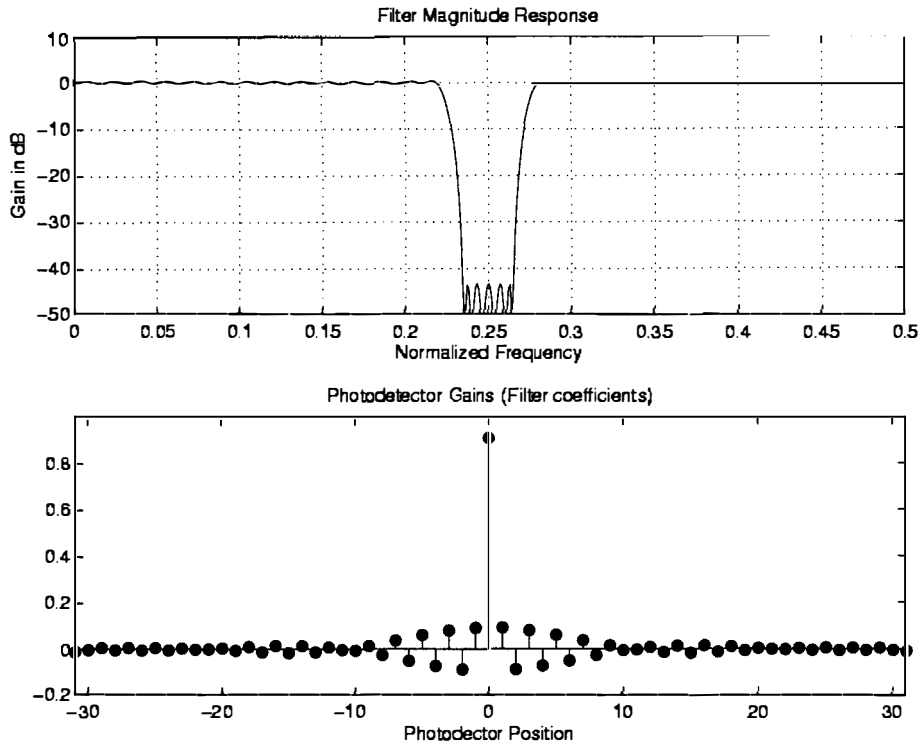 Filter Magnitude Response
10
0
-10
-20
-30
-40
-50
Gain in dB
0 0.05 0.1 0.15 0.2 0.25 0.3 0.35 0.4 0.45 0.5
Normalized Frequency
Photodetector Gains (Filter coefficients)
0.8
0.6
0.4
0.2
0
-0.2
-30 -20 -10 0 10 20 30
Photodector Position